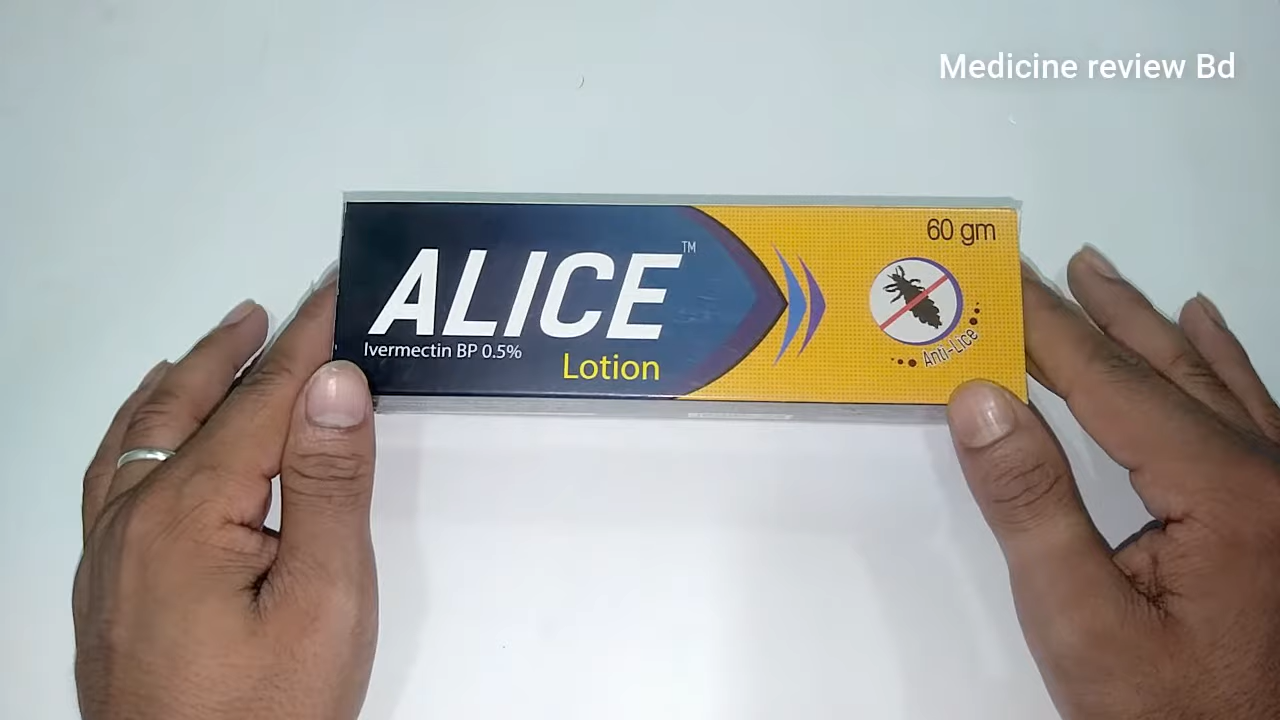 Medicine review Bd
60 gm
ALICE™
Ivermectin BP 0.5%
Lotion
Anti-Lice